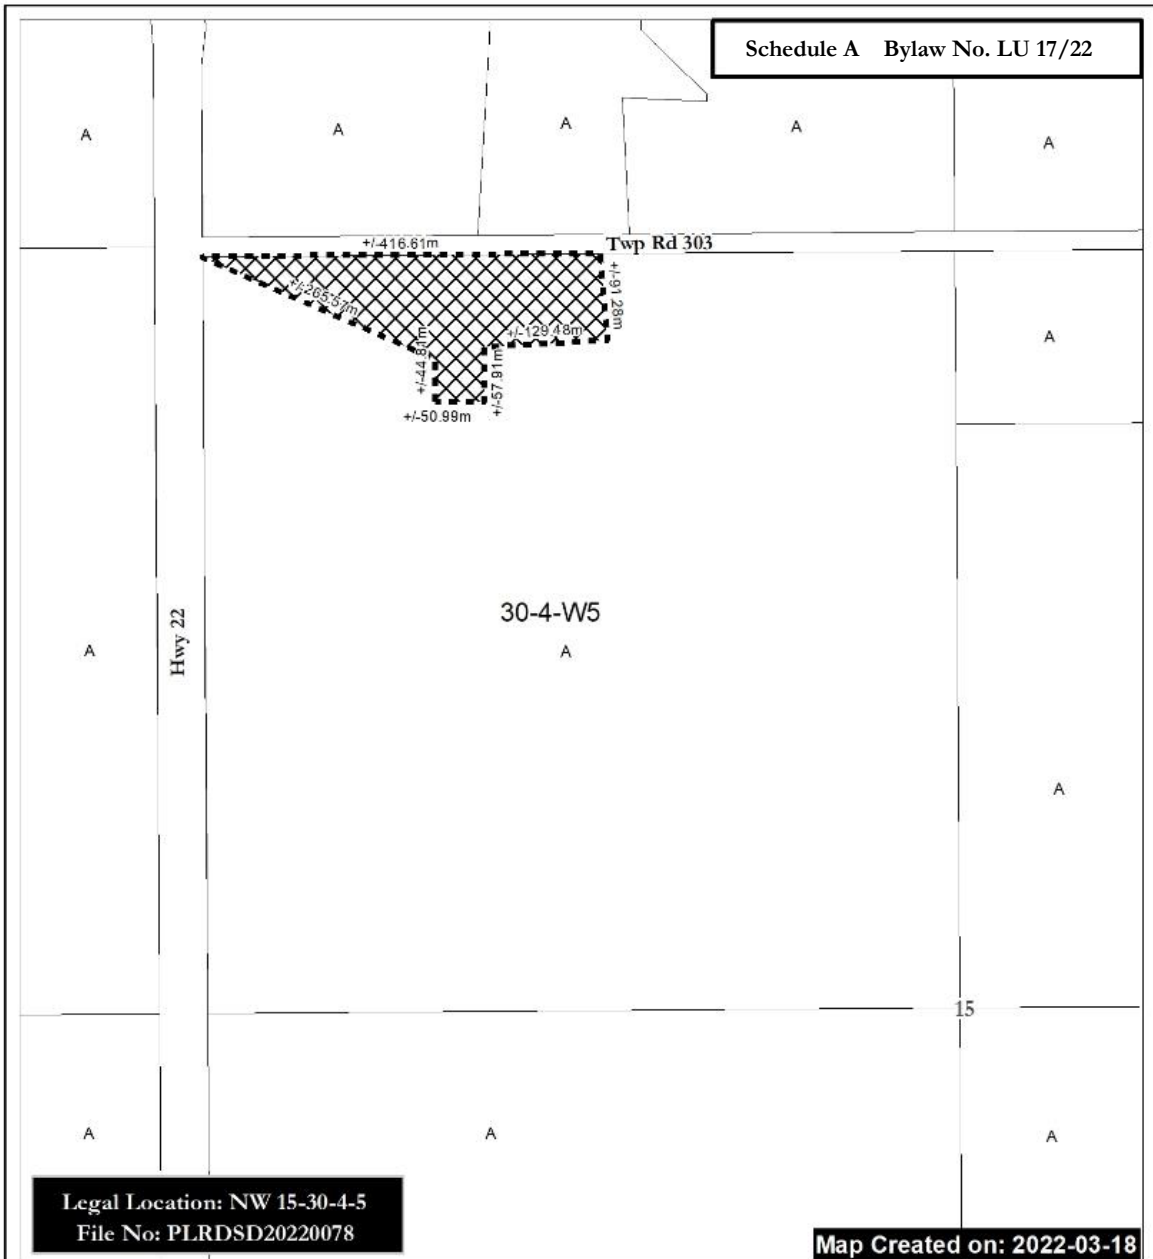 Schedule A Bylaw No. LU 17/22
A
A
A
A
A
+/-416.61m
Twp Rd 303
+/-265.57m
+/-91.28m
+/-129.48m
+/-44.81m
+/-57.91m
+/-50.99m
A
30-4-W5
Hwy 22
A
A
A
15
A
A
A
Legal Location: NW 15-30-4-5
File No: PLRDSD20220078
Map Created on: 2022-03-18